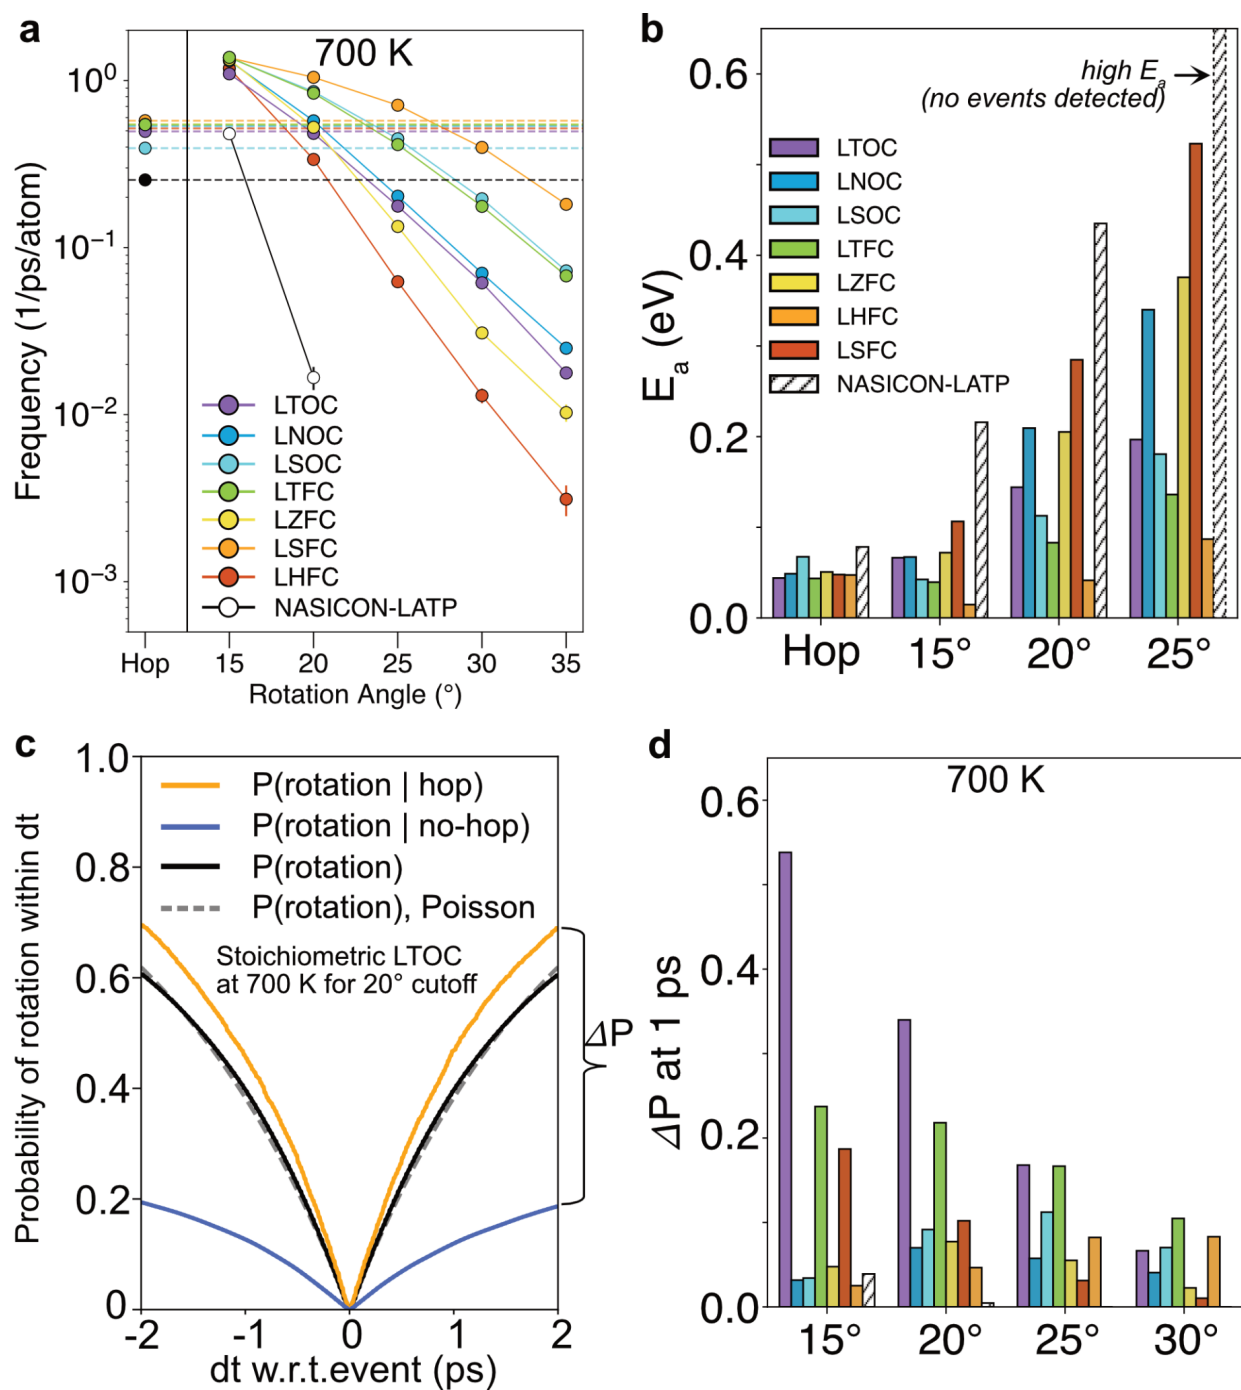 a
700 K
Frequency (1/ps/atom)
10⁰
10⁻¹
10⁻²
10⁻³
LTOC
LNOC
LSOC
LTFC
LZFC
LSFC
LHFC
NASICON-LATP
Hop 15 20 25 30 35
Rotation Angle (°)
b
high Eₐ
(no events detected)
Eₐ (eV)
0.6
0.4
0.2
0.0
LTOC
LNOC
LSOC
LTFC
LZFC
LHFC
LSFC
NASICON-LATP
Hop 15° 20° 25°
c
Probability of rotation within dt
1.0
0.8
0.6
0.4
0.2
0
P(rotation | hop)
P(rotation | no-hop)
P(rotation)
P(rotation), Poisson
Stoichiometric LTOC
at 700 K for 20° cutoff
ΔP
-2 -1 0 1 2
dt w.r.t.event (ps)
d
700 K
ΔP at 1 ps
0.6
0.4
0.2
0.0
15° 20° 25° 30°